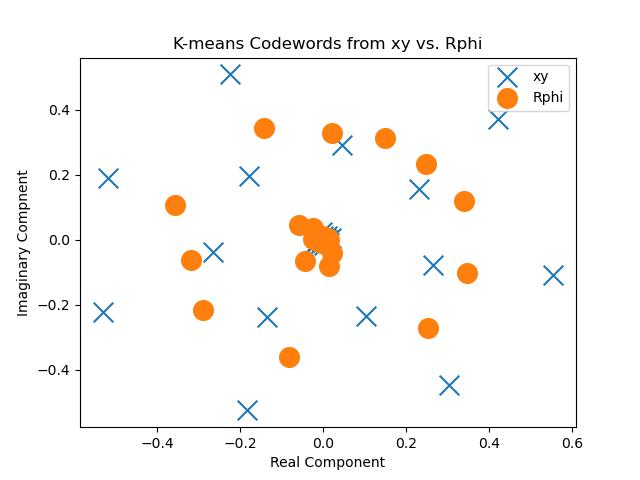 K-means Codewords from xy vs. Rphi
xy
Rphi
0.4
0.2
0.0
−0.2
−0.4
Imaginary Compnent
−0.4
−0.2
0.0
0.2
0.4
0.6
Real Component